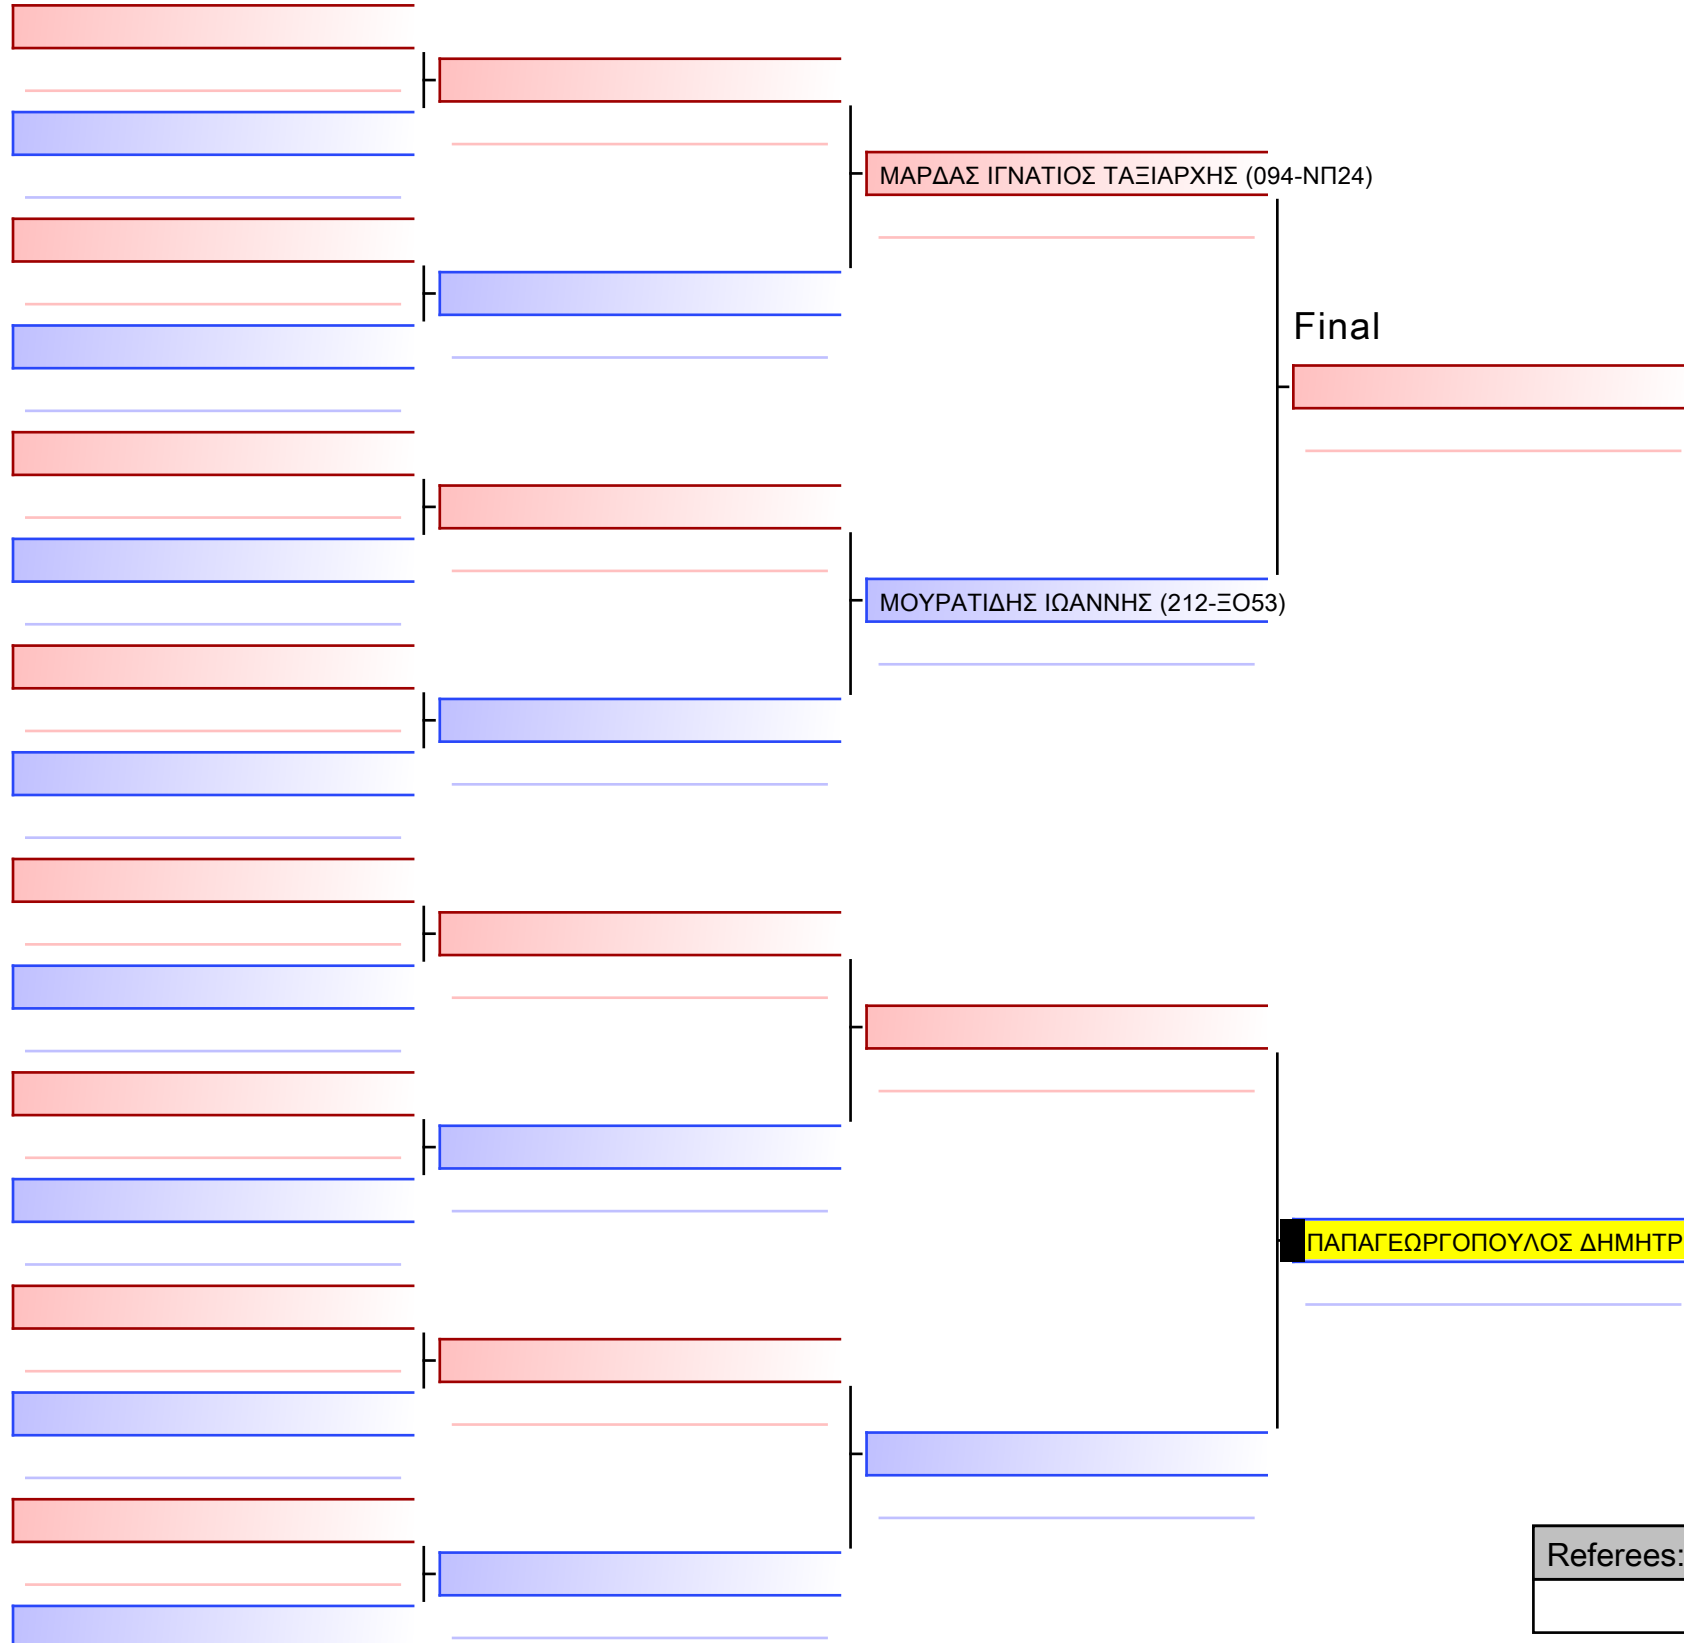 ΜΑΡΔΑΣ ΙΓΝΑΤΙΟΣ ΤΑΞΙΑΡΧΗΣ (094-ΝΠ24)
Final
ΜΟΥΡΑΤΙΔΗΣ ΙΩΑΝΝΗΣ (212-ΞΟ53)
ΠΑΠΑΓΕΩΡΓΟΠΟΥΛΟΣ ΔΗΜΗΤΡ
Referees: